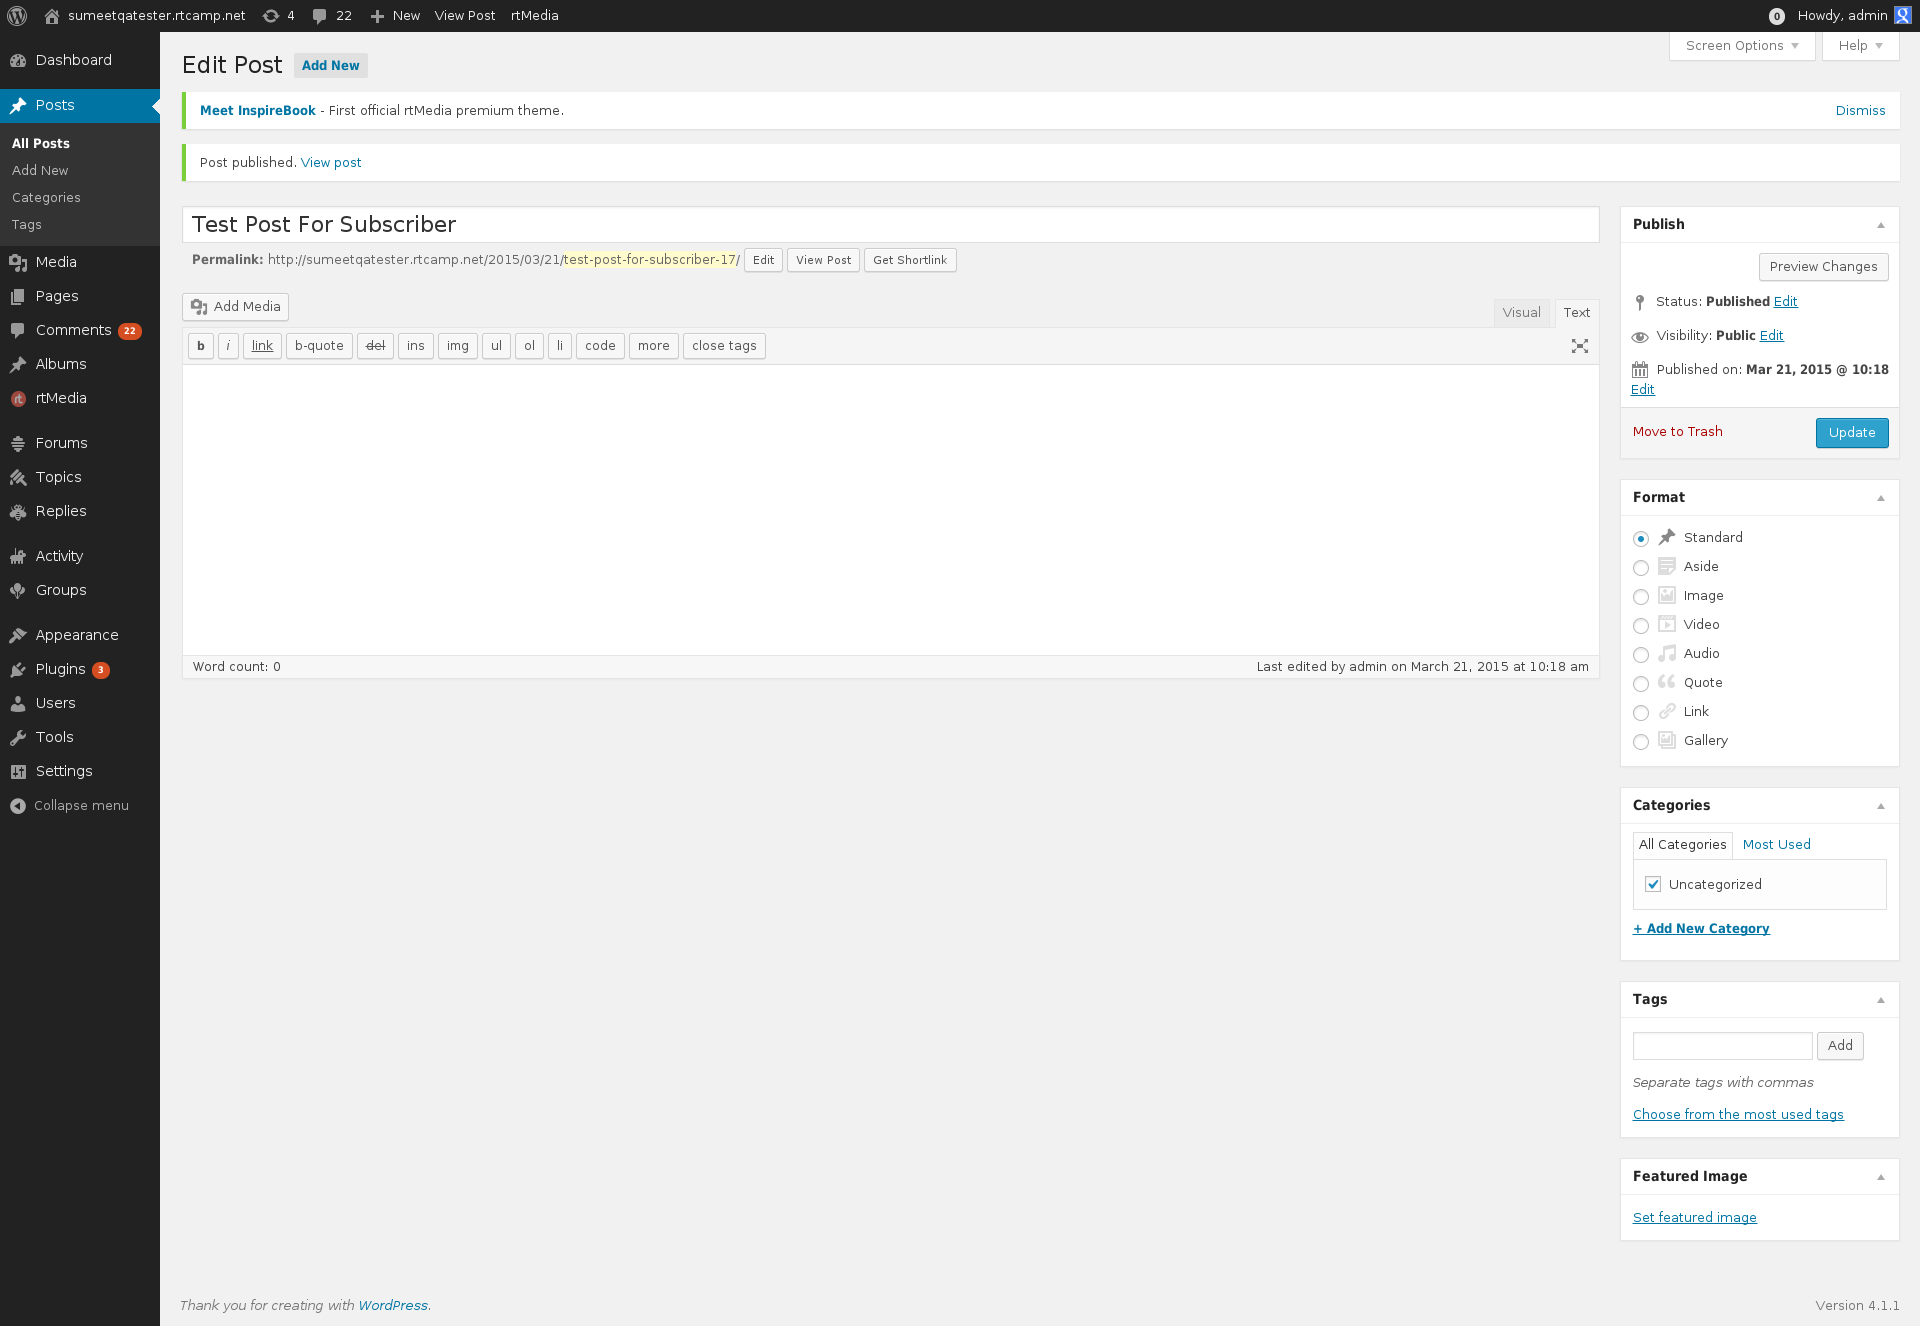 sumeetqatester.rtcamp.net 4 22 New View Post rtMedia 0 Howdy, admin
Dashboard
Posts
All Posts
Add New
Categories
Tags
Media
Pages
Comments 22
Albums
rtMedia
Forums
Topics
Replies
Activity
Groups
Appearance
Plugins 3
Users
Tools
Settings
Collapse menu
Screen Options Help
Edit Post Add New
Meet InspireBook - First official rtMedia premium theme. Dismiss
Post published. View post
Test Post For Subscriber
Permalink: http://sumeetqatester.rtcamp.net/2015/03/21/test-post-for-subscriber-17/ Edit View Post Get Shortlink
Add Media Visual Text
b i link b-quote del ins img ul ol li code more close tags
Word count: 0 Last edited by admin on March 21, 2015 at 10:18 am
Publish
Preview Changes
Status: Published Edit
Visibility: Public Edit
Published on: Mar 21, 2015 @ 10:18
Edit
Move to Trash Update
Format
Standard
Aside
Image
Video
Audio
Quote
Link
Gallery
Categories
All Categories Most Used
Uncategorized
+ Add New Category
Tags
Add
Separate tags with commas
Choose from the most used tags
Featured Image
Set featured image
Thank you for creating with WordPress. Version 4.1.1